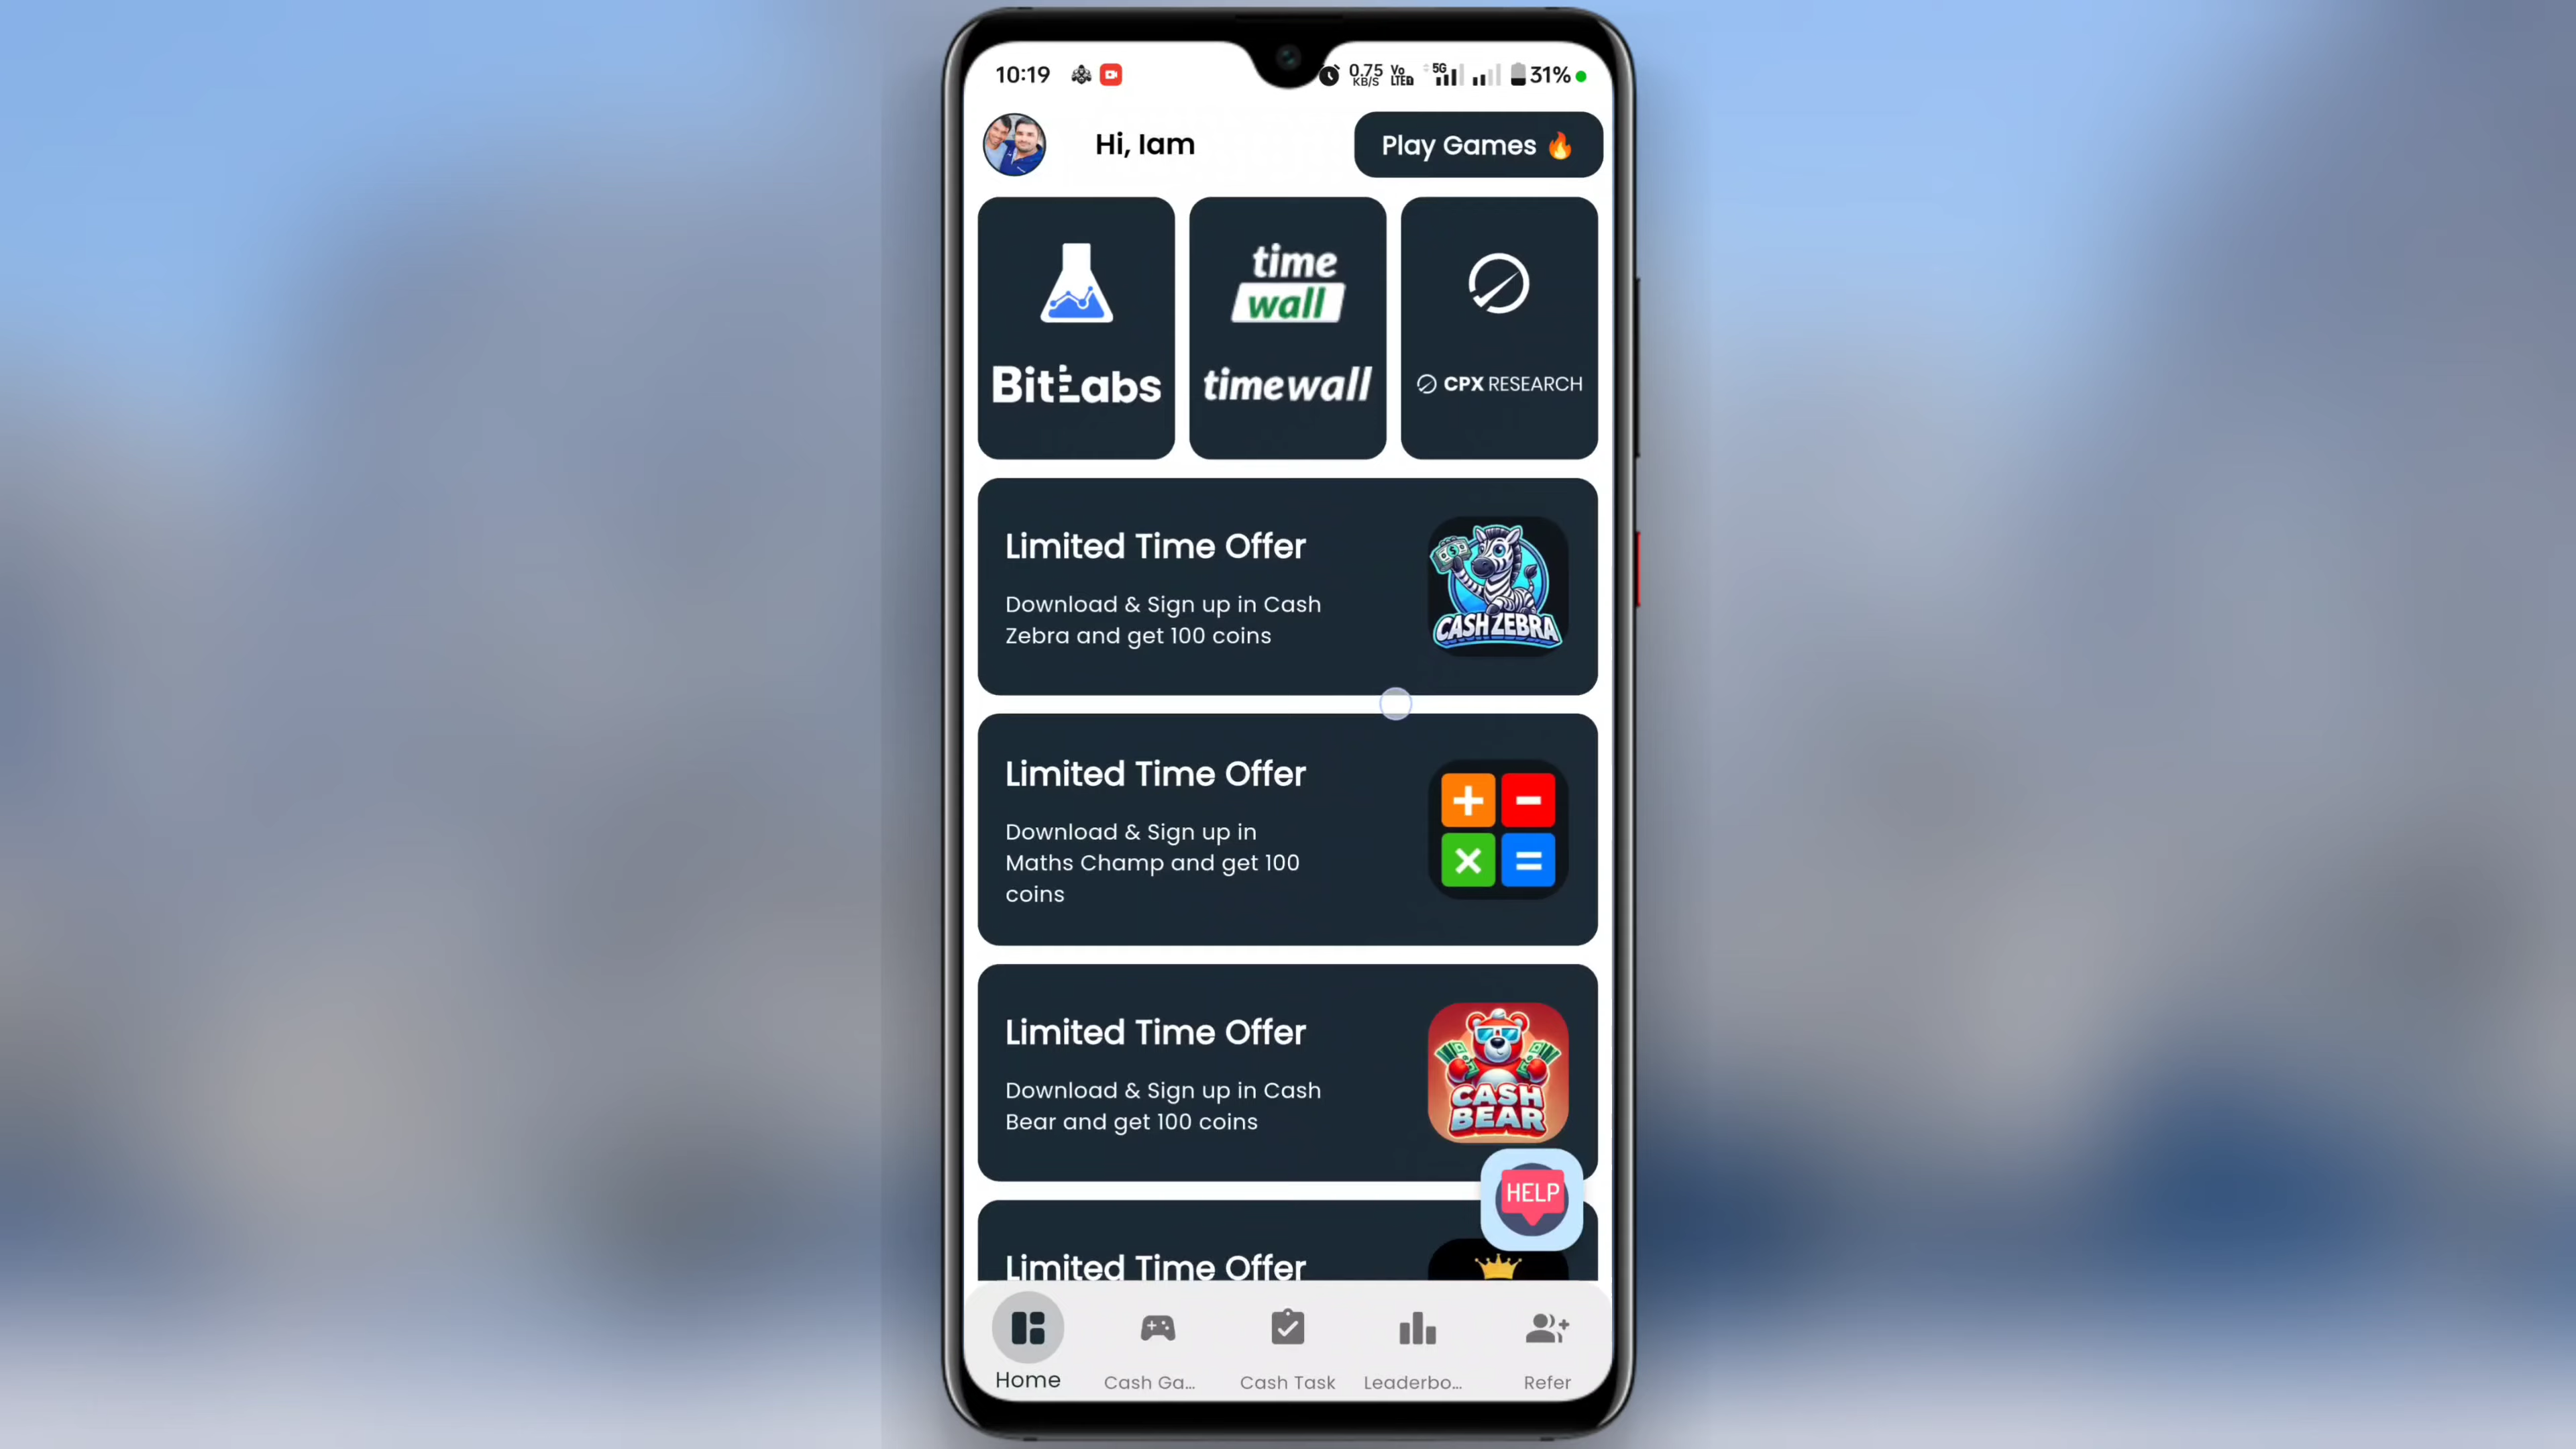 10:19 0.75 KB/S Vo LTE 5G 31%
Hi, Iam
Play Games 🔥
time wall
BitLabs
timewall
CPX RESEARCH
Limited Time Offer
Download & Sign up in Cash
Zebra and get 100 coins
CASH ZEBRA
Limited Time Offer
Download & Sign up in
Maths Champ and get 100
coins
Limited Time Offer
Download & Sign up in Cash
Bear and get 100 coins
CASH
BEAR
HELP
Limited Time Offer
Home
Cash Ga...
Cash Task
Leaderbo...
Refer